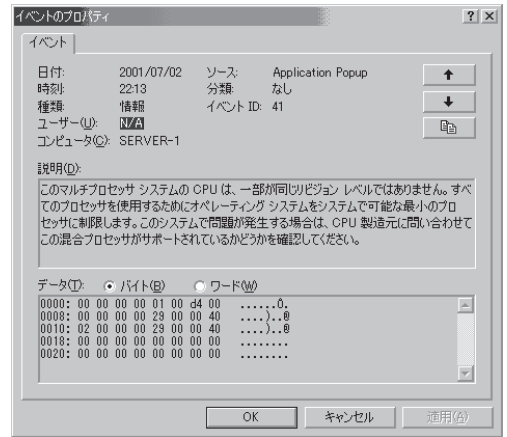 イベントのプロパティ
イベント
日付: 2001/07/02 ソース: Application Popup
時刻: 22:13 分類: なし
種類: 情報 イベント ID: 41
ユーザー(U): N/A
コンピュータ(C): SERVER-1
説明(D):
このマルチプロセッサ システムの CPU は、一部が同じリビジョン レベルではありません。すべ
てのプロセッサを使用するためにオペレーティング システムをシステムで可能な最小のプロ
セッサに制限します。このシステムで問題が発生する場合は、CPU 製造元に問い合わせて
この混合プロセッサがサポートされているかどうかを確認してください。
データ(T): バイト(B) ワード(W)
0000: 00 00 00 00 01 00 d4 00 ......Ô.
0008: 00 00 00 00 29 00 00 40 ....)..@
0010: 02 00 00 00 29 00 00 40 ....)..@
0018: 00 00 00 00 00 00 00 00 ........
0020: 00 00 00 00 00 00 00 00 ........
OK キャンセル 適用(A)